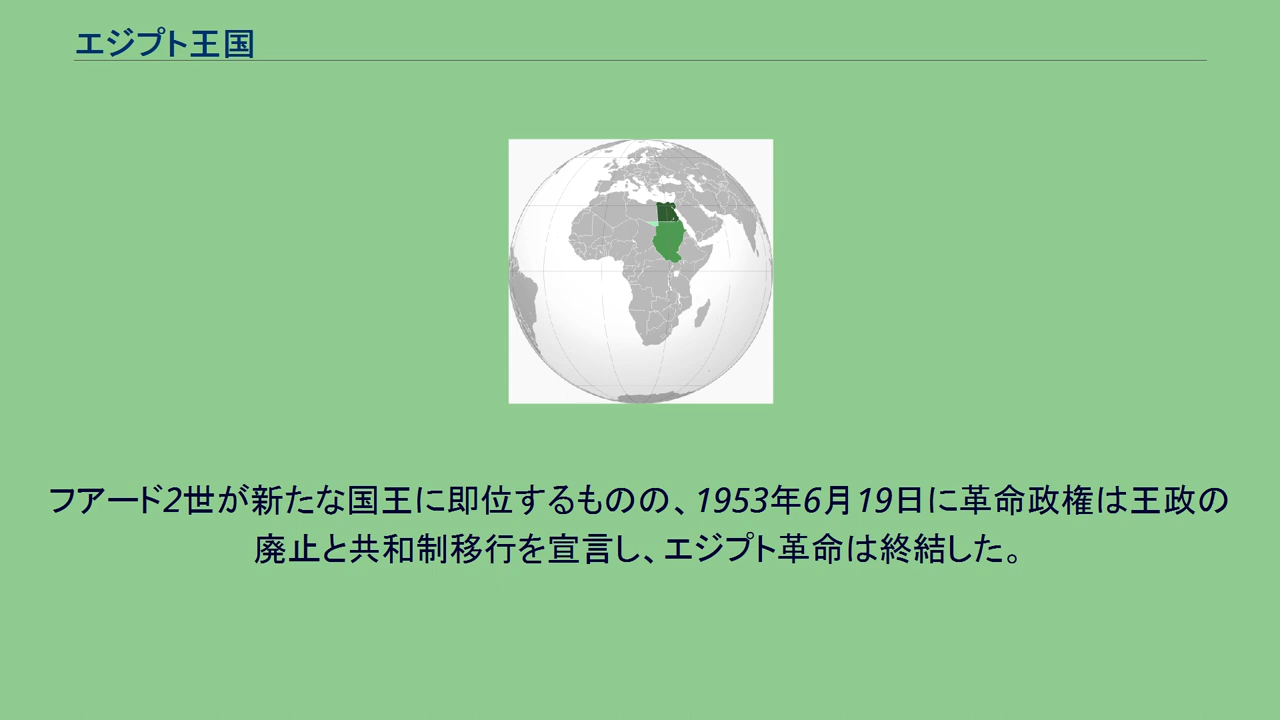 エジプト王国
フアード2世が新たな国王に即位するものの、1953年6月19日に革命政権は王政の
廃止と共和制移行を宣言し、エジプト革命は終結した。